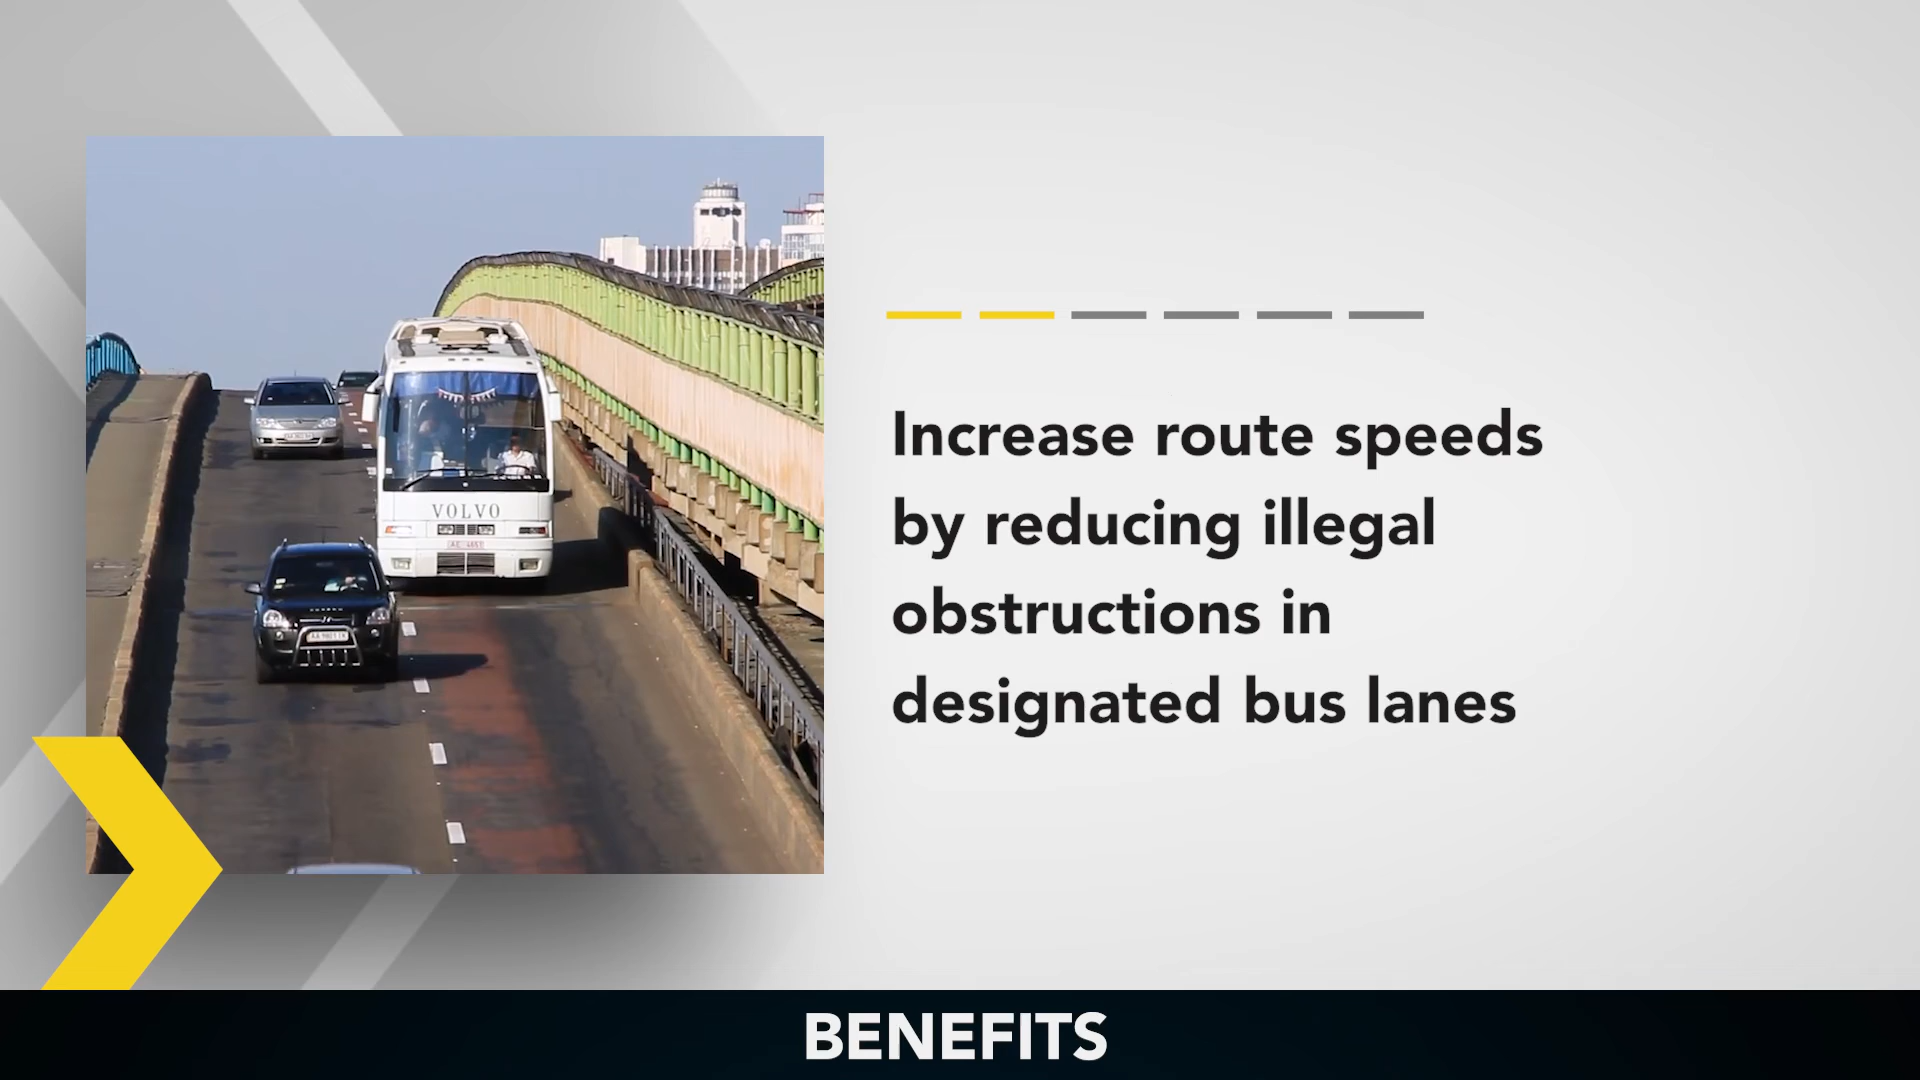 Increase route speeds
by reducing illegal
obstructions in
designated bus lanes
VOLVO
BENEFITS